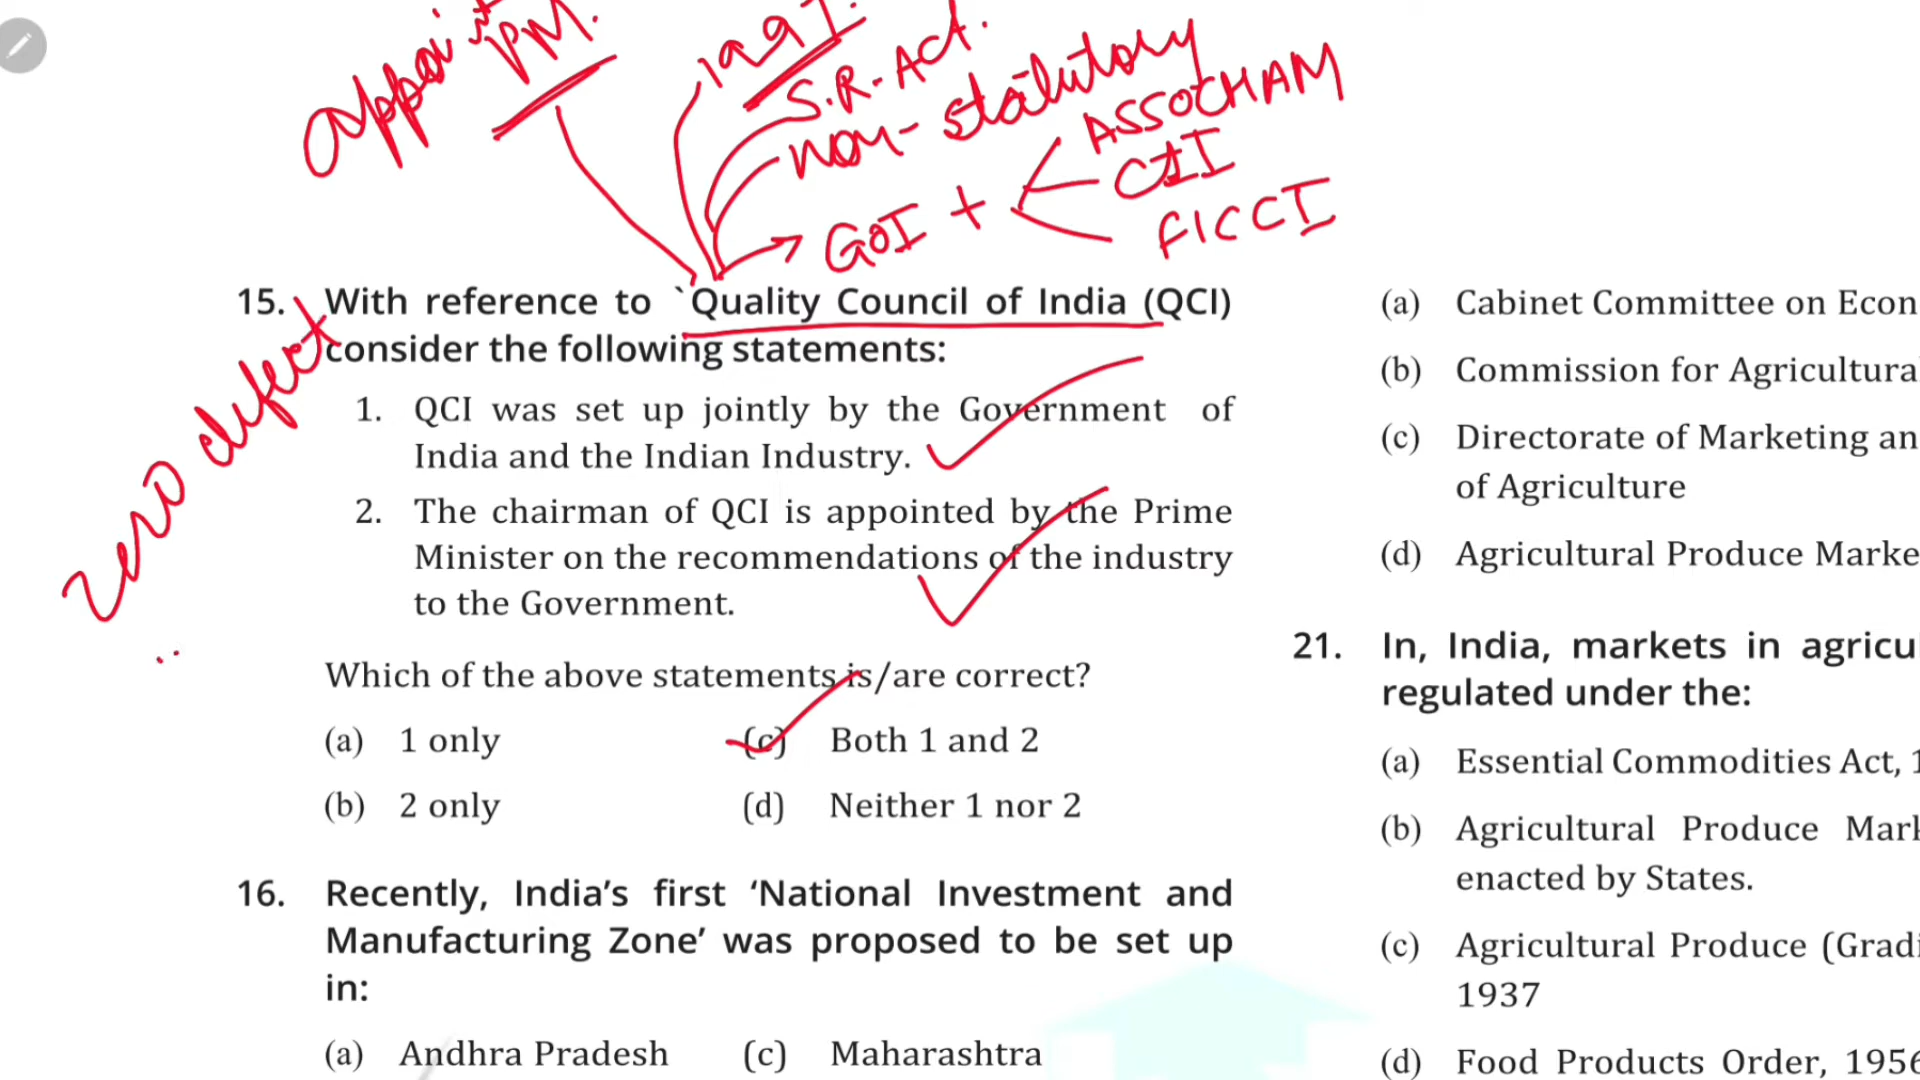 appoint
PM.
1997.
S.R. Act.
non-statutory
GOI + ASSOCHAM
CII
FICCI
zero defect
15. With reference to `Quality Council of India (QCI)
consider the following statements:
1. QCI was set up jointly by the Government of
India and the Indian Industry.
2. The chairman of QCI is appointed by the Prime
Minister on the recommendations of the industry
to the Government.
Which of the above statements is/are correct?
(a) 1 only (c) Both 1 and 2
(b) 2 only (d) Neither 1 nor 2
16. Recently, India's first ‘National Investment and
Manufacturing Zone’ was proposed to be set up
in:
(a) Andhra Pradesh (c) Maharashtra
(a) Cabinet Committee on Econ
(b) Commission for Agricultura
(c) Directorate of Marketing an
of Agriculture
(d) Agricultural Produce Marke
21. In, India, markets in agricu
regulated under the:
(a) Essential Commodities Act, 1
(b) Agricultural Produce Mark
enacted by States.
(c) Agricultural Produce (Gradi
1937
(d) Food Products Order, 1956